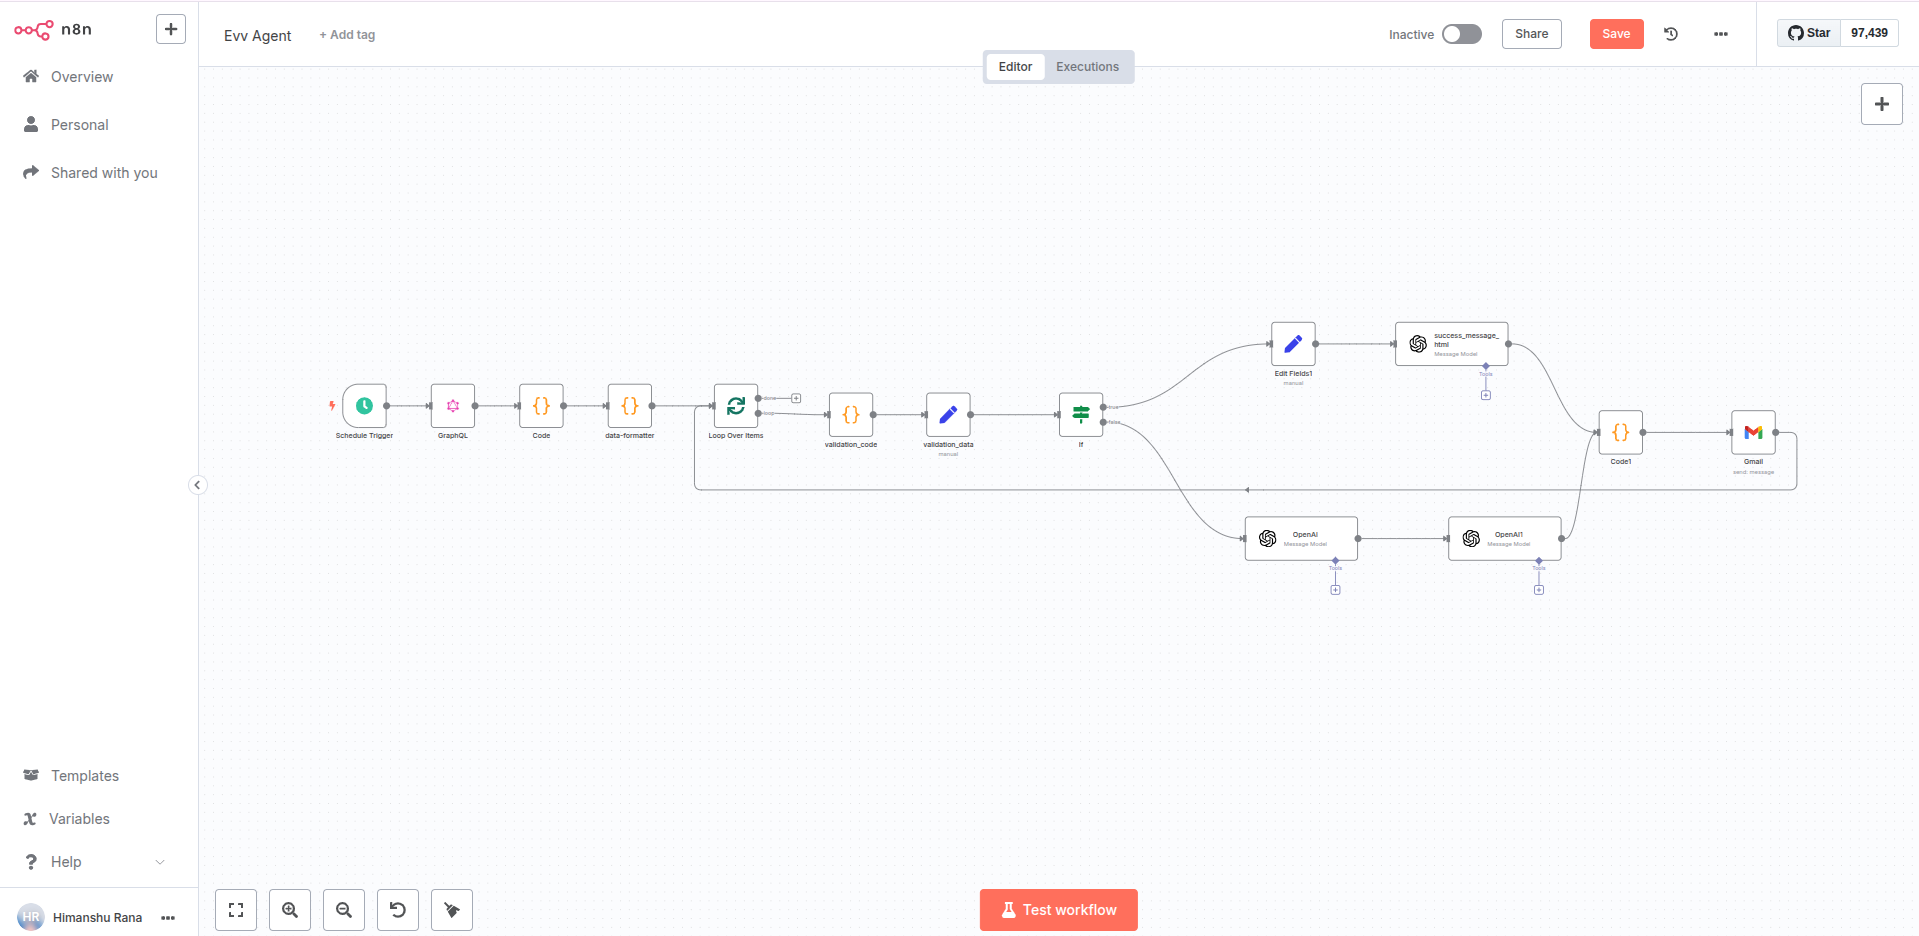 n8n
Evv Agent
+ Add tag
Inactive
Share
Save
Star
97,439
Editor
Executions
Overview
Personal
Shared with you
Schedule Trigger
GraphQL
Code
data-formatter
Loop Over Items
done
loop
validation_code
validation_data
manual
If
true
false
Edit Fields1
manual
success_message_
html
Message Model
Tools
Code1
Gmail
send: message
OpenAI
Message Model
Tools
OpenAI1
Message Model
Tools
Templates
Variables
Help
HR
Himanshu Rana
Test workflow